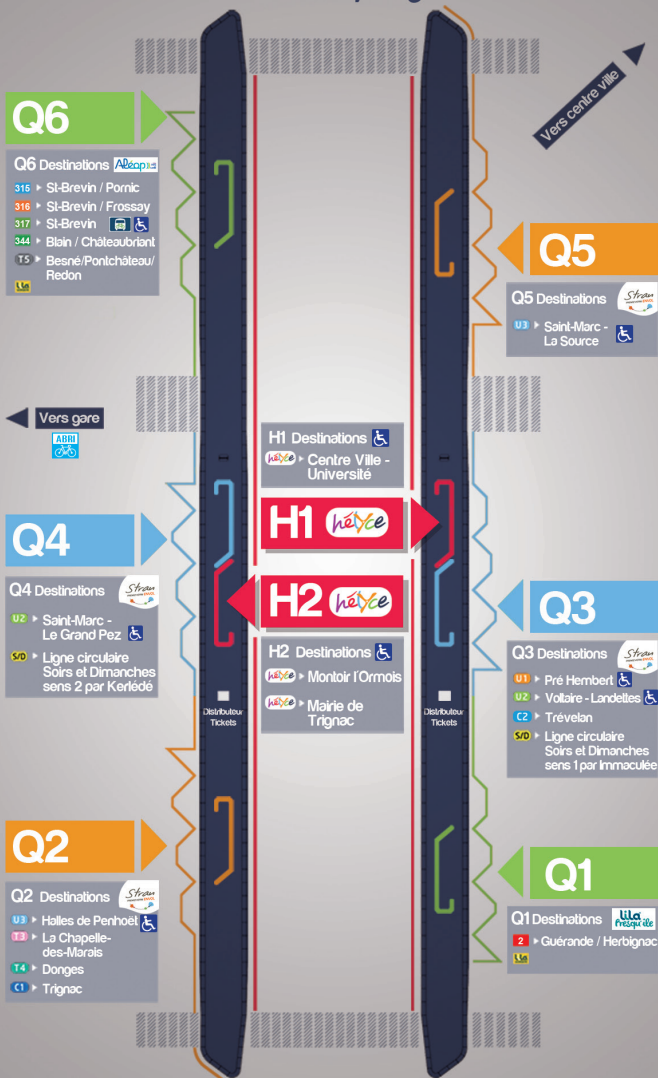 Vers centre ville
Q6
Q6 Destinations Aléop
315 St-Brevin / Pornic
316 St-Brevin / Frossay
317 St-Brevin
344 Blain / Châteaubriant
T5 Besné/Pontchâteau/
Redon
Lila
Q5
Q5 Destinations Stran
U3 Saint-Marc -
La Source
Vers gare
ABRI
H1 Destinations
hélYce Centre Ville -
Université
H1 hélYce
H2 hélYce
H2 Destinations
hélYce Montoir l'Ormois
hélYce Mairie de
Trignac
Q4
Q4 Destinations Stran
U2 Saint-Marc -
Le Grand Pez
S/D Ligne circulaire
Soirs et Dimanches
sens 2 par Kerlédé
Q3
Q3 Destinations Stran
U1 Pré Hembert
U2 Voltaire - Landettes
C2 Trévelan
S/D Ligne circulaire
Soirs et Dimanches
sens 1 par Immaculée
Distributeur
Tickets
Distributeur
Tickets
Q2
Q2 Destinations Stran
U3 Halles de Penhoët
T3 La Chapelle-
des-Marais
T4 Donges
C1 Trignac
Q1
Q1 Destinations Lila Presqu'île
2 Guérande / Herbignac
Lila